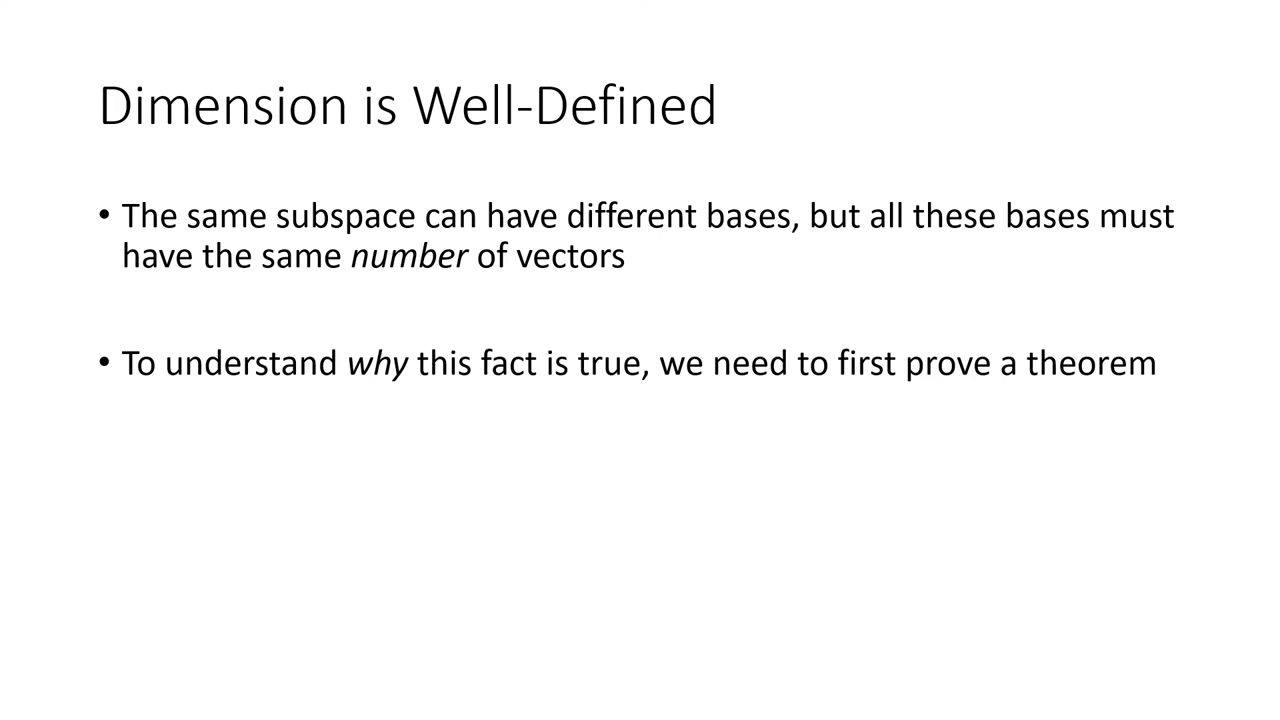 Dimension is Well-Defined
• The same subspace can have different bases, but all these bases must
have the same number of vectors
• To understand why this fact is true, we need to first prove a theorem